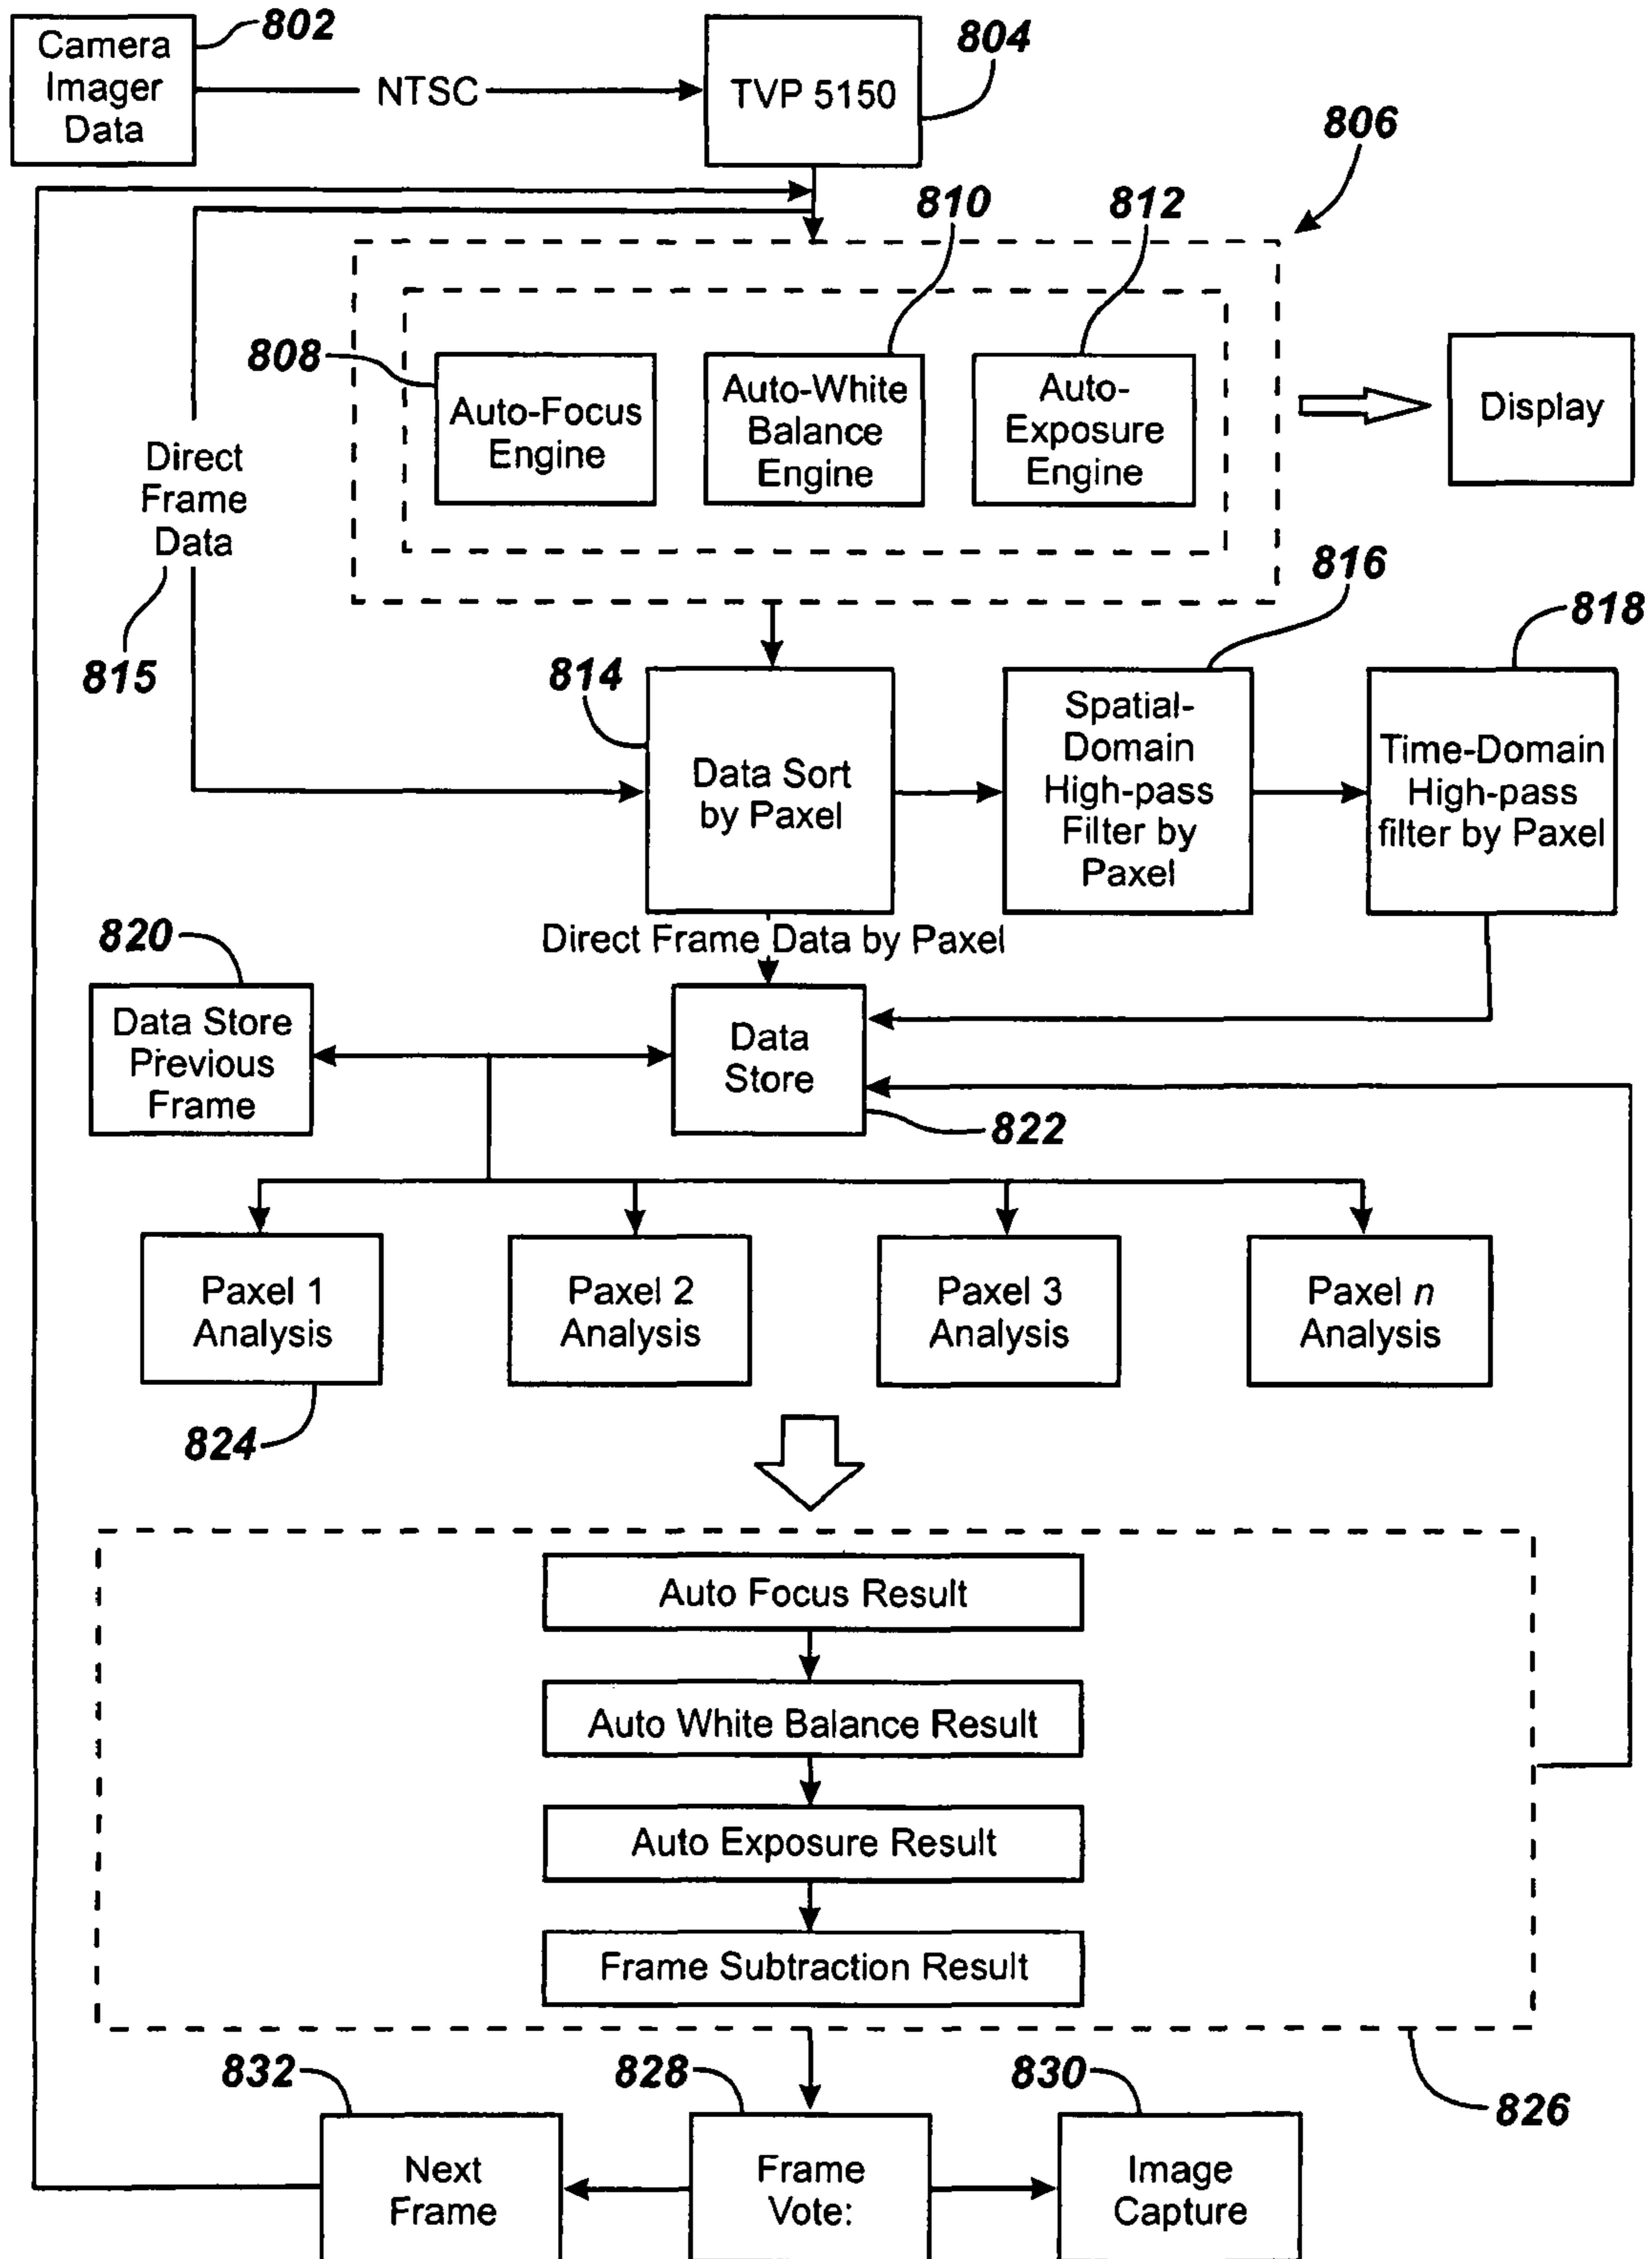 802
Camera
Imager
Data
NTSC
TVP 5150
804
806
810
812
808
Auto-Focus
Engine
Auto-White
Balance
Engine
Auto-
Exposure
Engine
Display
Direct
Frame
Data
815
816
818
814
Data Sort
by Paxel
Spatial-
Domain
High-pass
Filter by
Paxel
Time-Domain
High-pass
filter by Paxel
Direct Frame Data by Paxel
820
Data Store
Previous
Frame
Data
Store
822
Paxel 1
Analysis
Paxel 2
Analysis
Paxel 3
Analysis
Paxel n
Analysis
824
Auto Focus Result
Auto White Balance Result
Auto Exposure Result
Frame Subtraction Result
826
832
828
830
Next
Frame
Frame
Vote:
Image
Capture